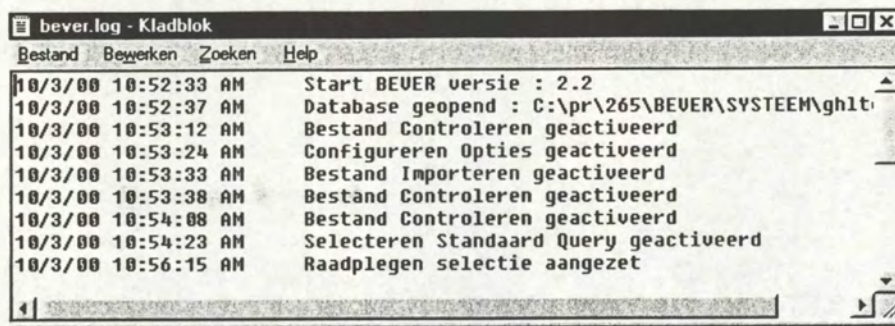 bever.log - Kladblok
Bestand Bewerken Zoeken Help
10/3/00 10:52:33 AM Start BEVER versie : 2.2
10/3/00 10:52:37 AM Database geopend : C:\pr\265\BEVER\SYSTEEM\ghlt
10/3/00 10:53:12 AM Bestand Controleren geactiveerd
10/3/00 10:53:24 AM Configureren Opties geactiveerd
10/3/00 10:53:33 AM Bestand Importeren geactiveerd
10/3/00 10:53:38 AM Bestand Controleren geactiveerd
10/3/00 10:54:08 AM Bestand Controleren geactiveerd
10/3/00 10:54:23 AM Selecteren Standaard Query geactiveerd
10/3/00 10:56:15 AM Raadplegen selectie aangezet